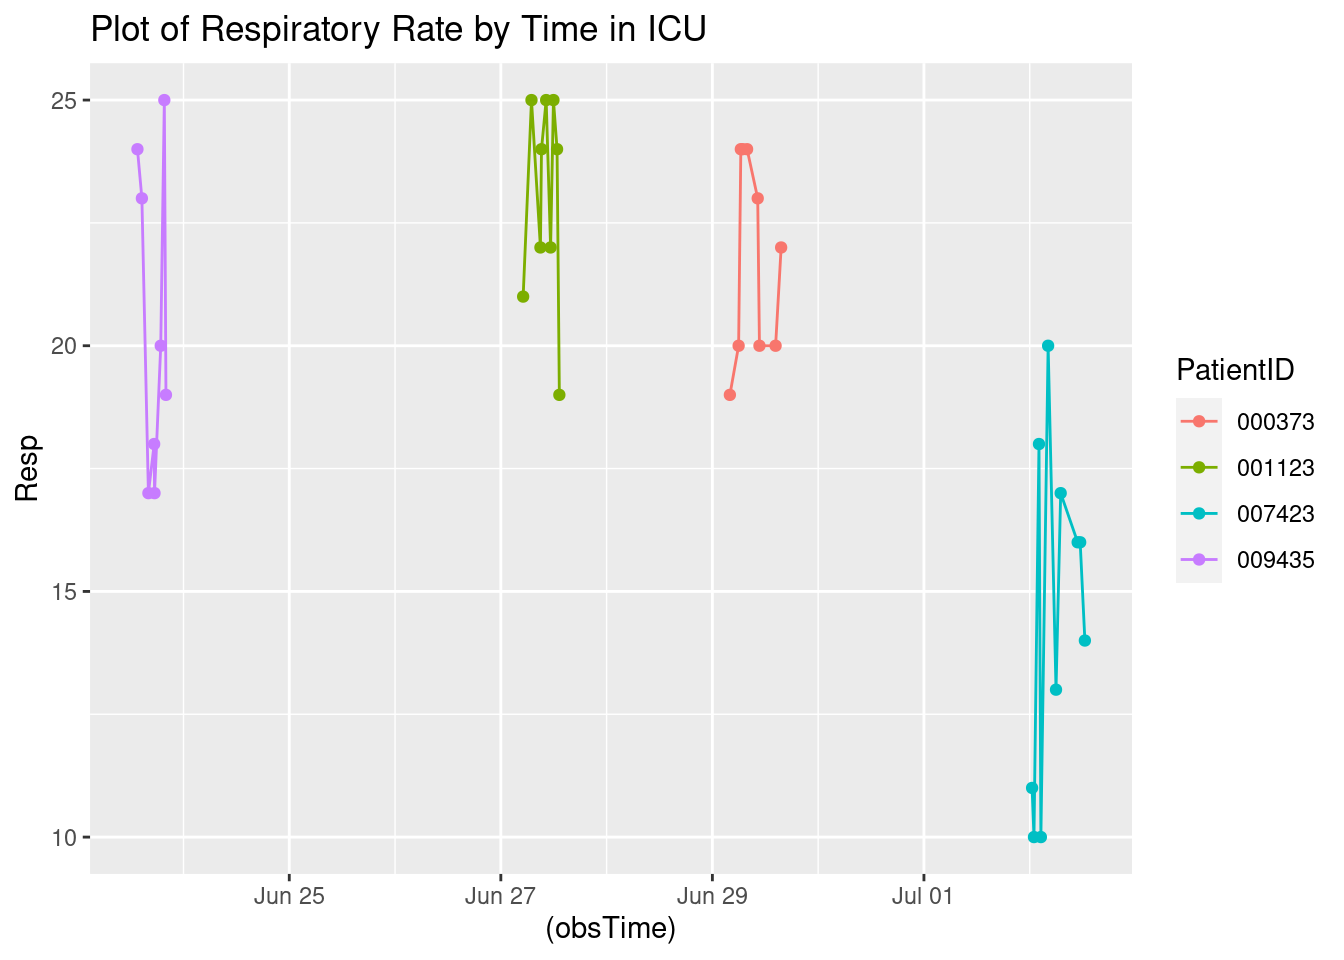 Plot of Respiratory Rate by Time in ICU
25
20
15
10
Resp
Jun 25
Jun 27
Jun 29
Jul 01
(obsTime)
PatientID
000373
001123
007423
009435